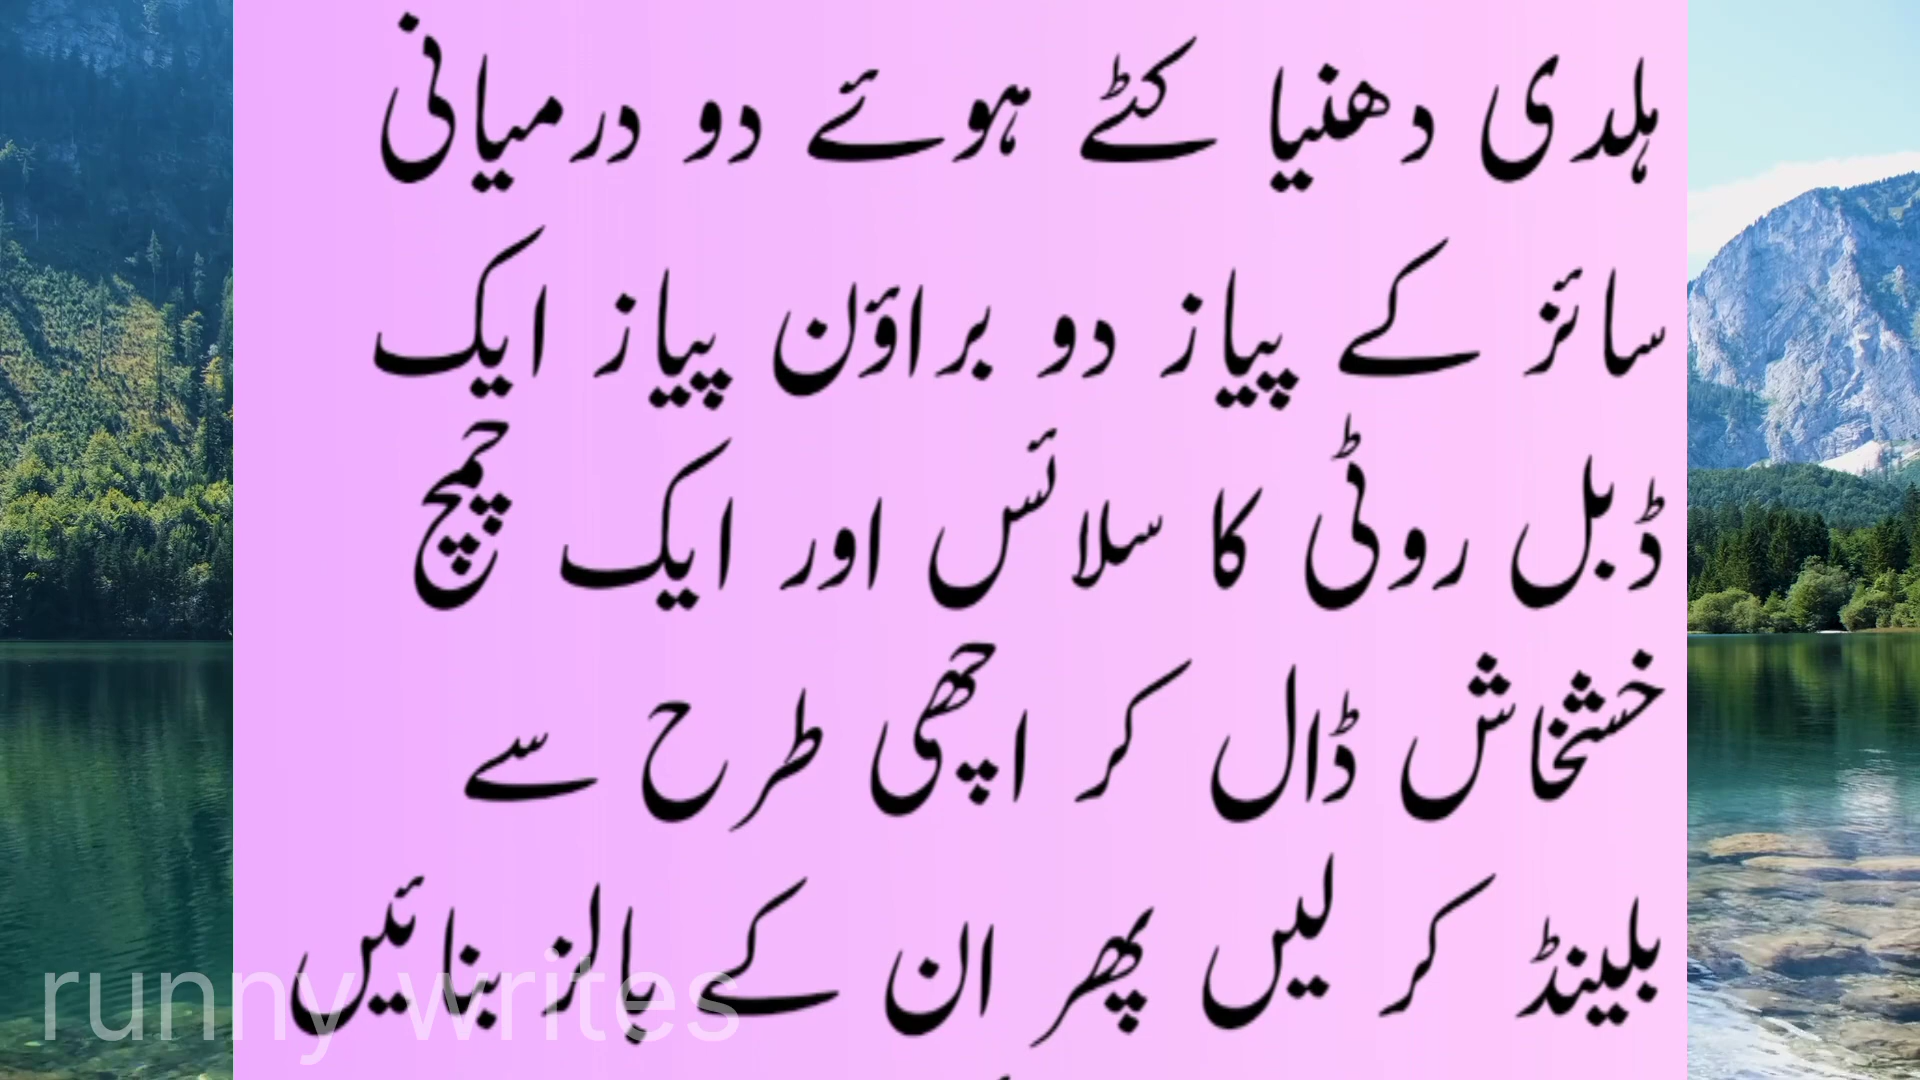 ہلدی دھنیا کٹے ہوئے دو درمیانی
سائز کے پیاز دو براؤن پیاز ایک
ڈبل روٹی کا سلائس اور ایک چمچ
خشخاش ڈال کر اچھی طرح سے
بلینڈ کر لیں پھر ان کے بالز بنائیں
runny writes